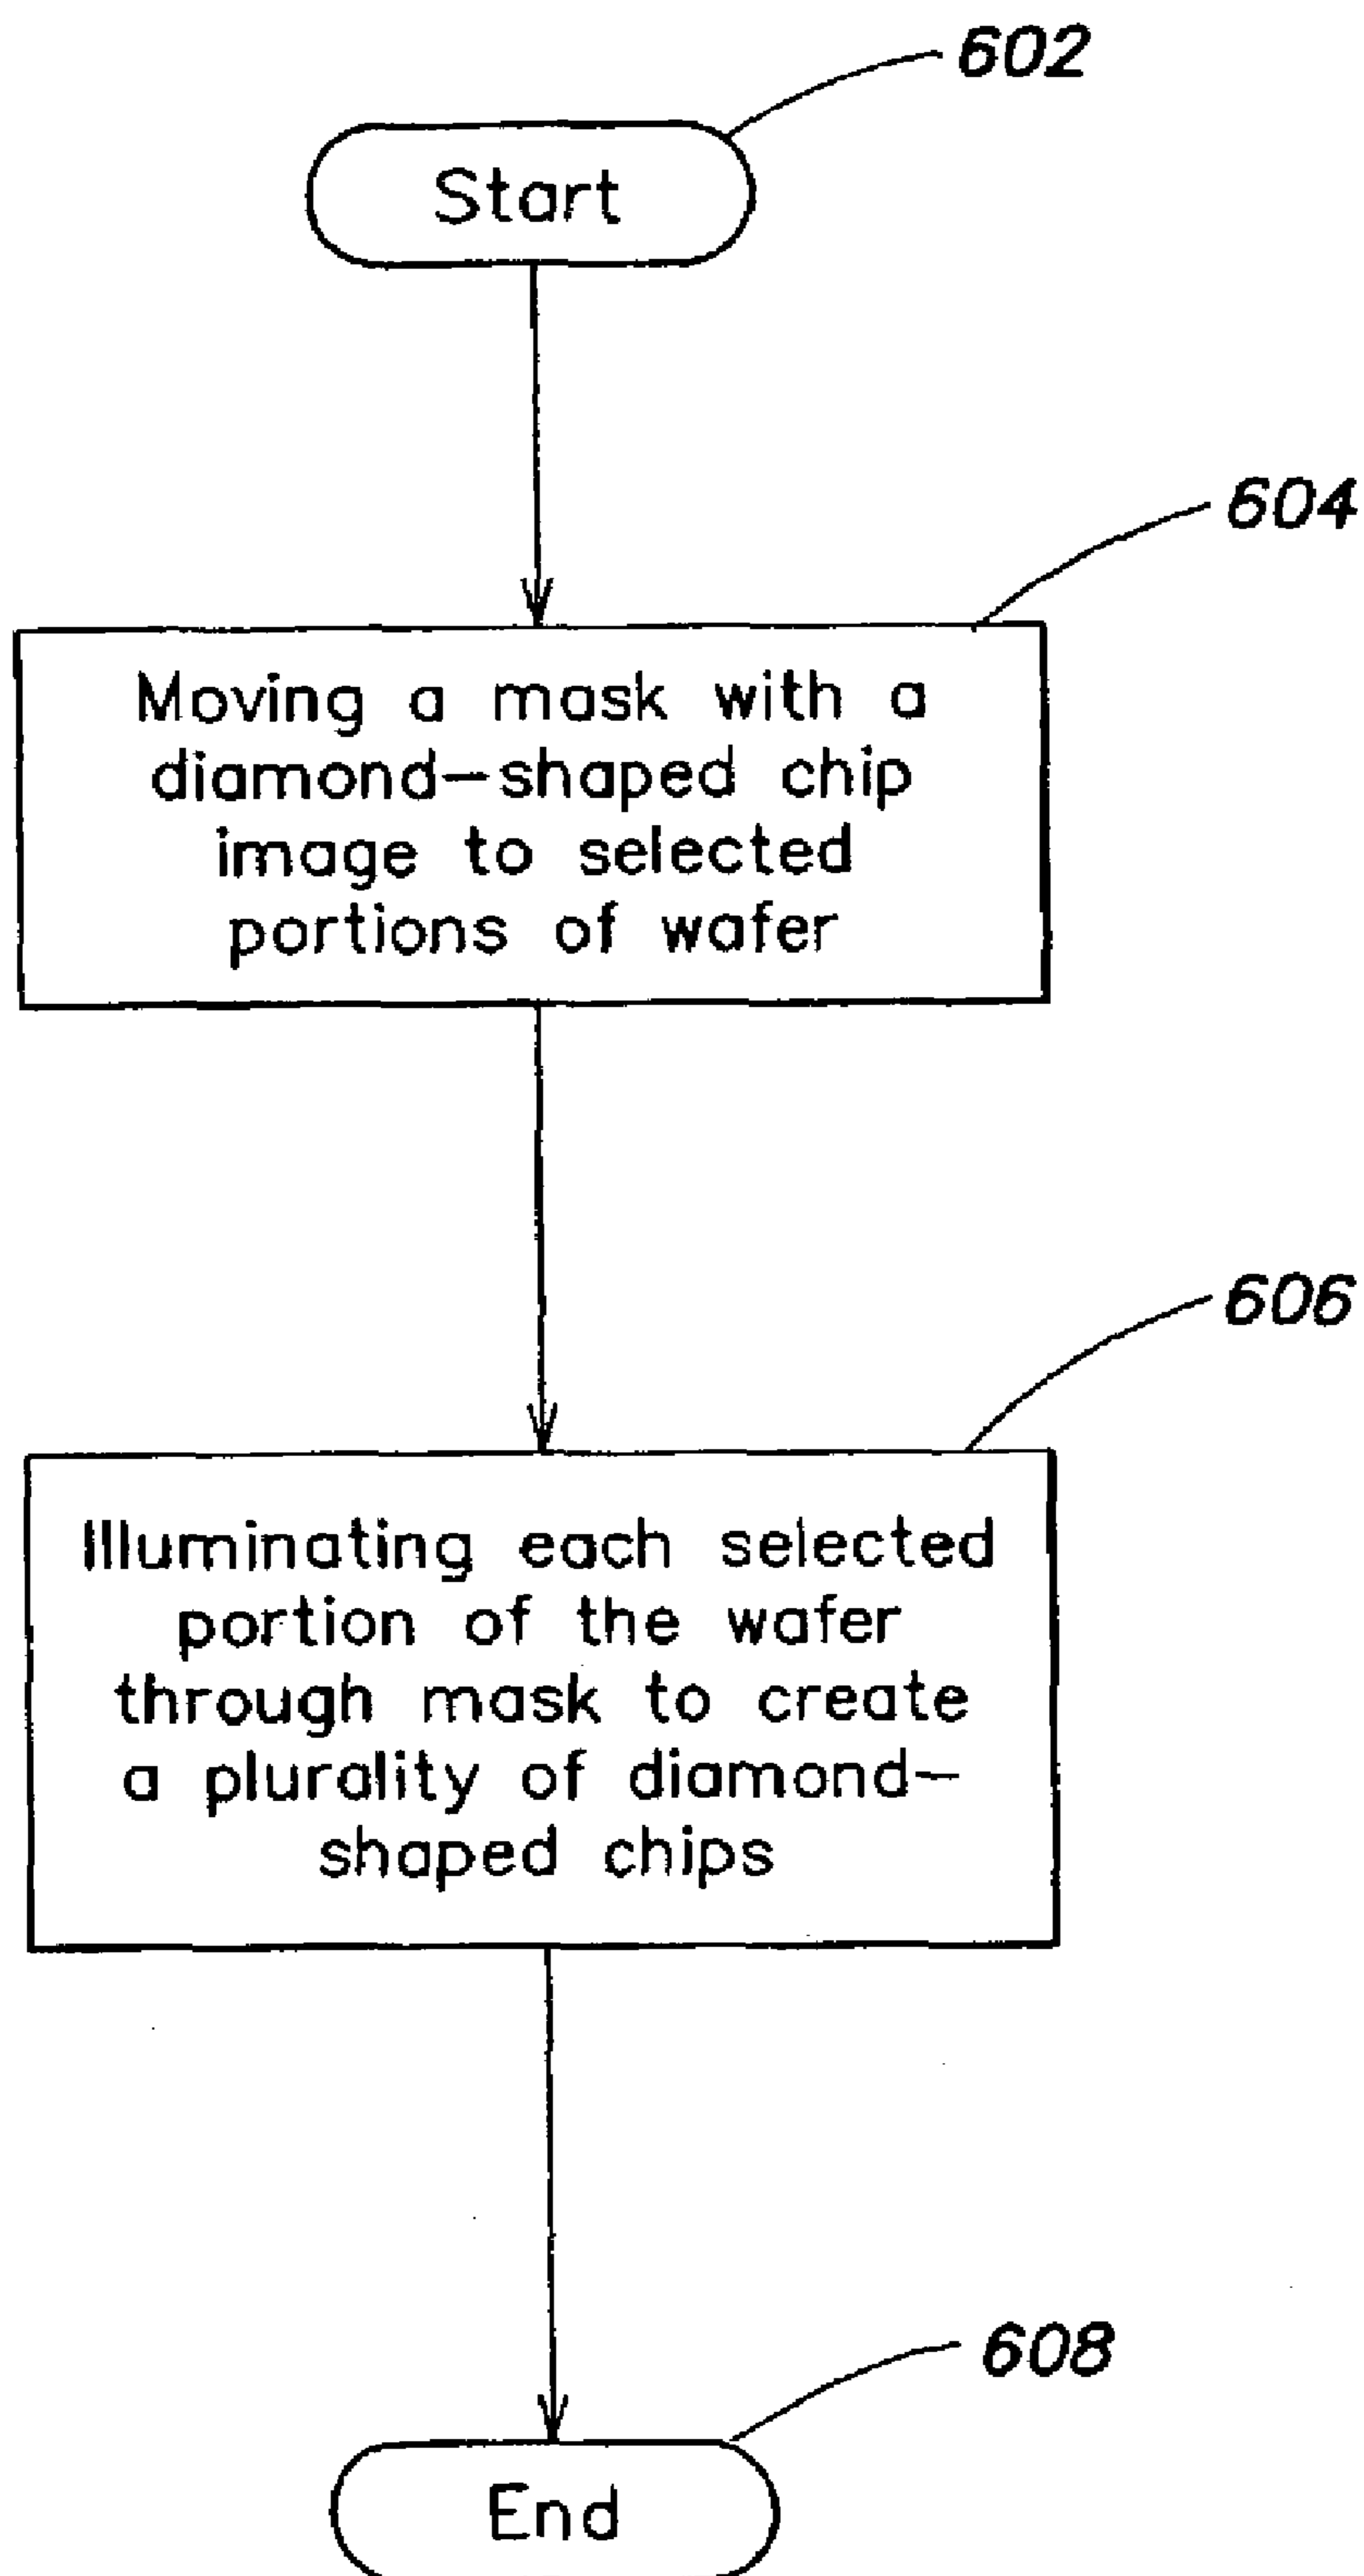 602
Start
604
Moving a mask with a
diamond-shaped chip
image to selected
portions of wafer
606
Illuminating each selected
portion of the wafer
through mask to create
a plurality of diamond-
shaped chips
608
End